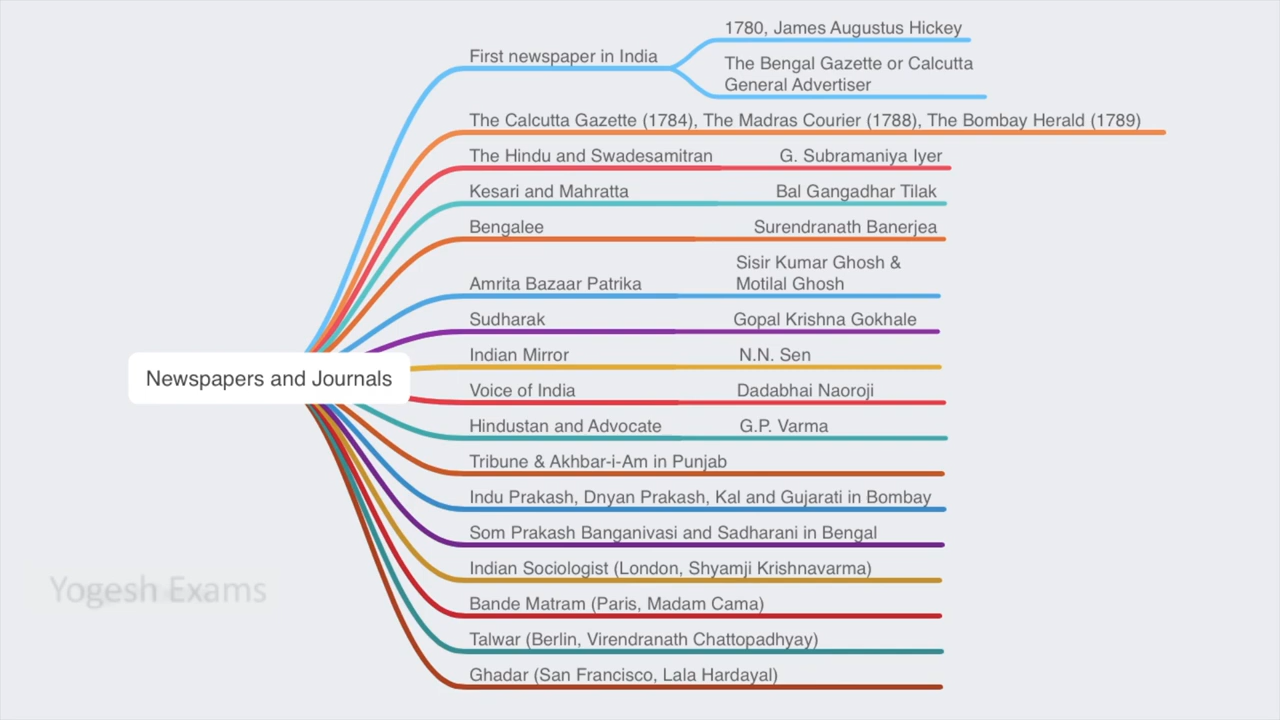 1780, James Augustus Hickey
First newspaper in India
The Bengal Gazette or Calcutta
General Advertiser
The Calcutta Gazette (1784), The Madras Courier (1788), The Bombay Herald (1789)
The Hindu and Swadesamitran G. Subramaniya Iyer
Kesari and Mahratta Bal Gangadhar Tilak
Bengalee Surendranath Banerjea
Sisir Kumar Ghosh &
Amrita Bazaar Patrika Motilal Ghosh
Sudharak Gopal Krishna Gokhale
Indian Mirror N.N. Sen
Newspapers and Journals
Voice of India Dadabhai Naoroji
Hindustan and Advocate G.P. Varma
Tribune & Akhbar-i-Am in Punjab
Indu Prakash, Dnyan Prakash, Kal and Gujarati in Bombay
Som Prakash Banganivasi and Sadharani in Bengal
Indian Sociologist (London, Shyamji Krishnavarma)
Yogesh Exams
Bande Matram (Paris, Madam Cama)
Talwar (Berlin, Virendranath Chattopadhyay)
Ghadar (San Francisco, Lala Hardayal)